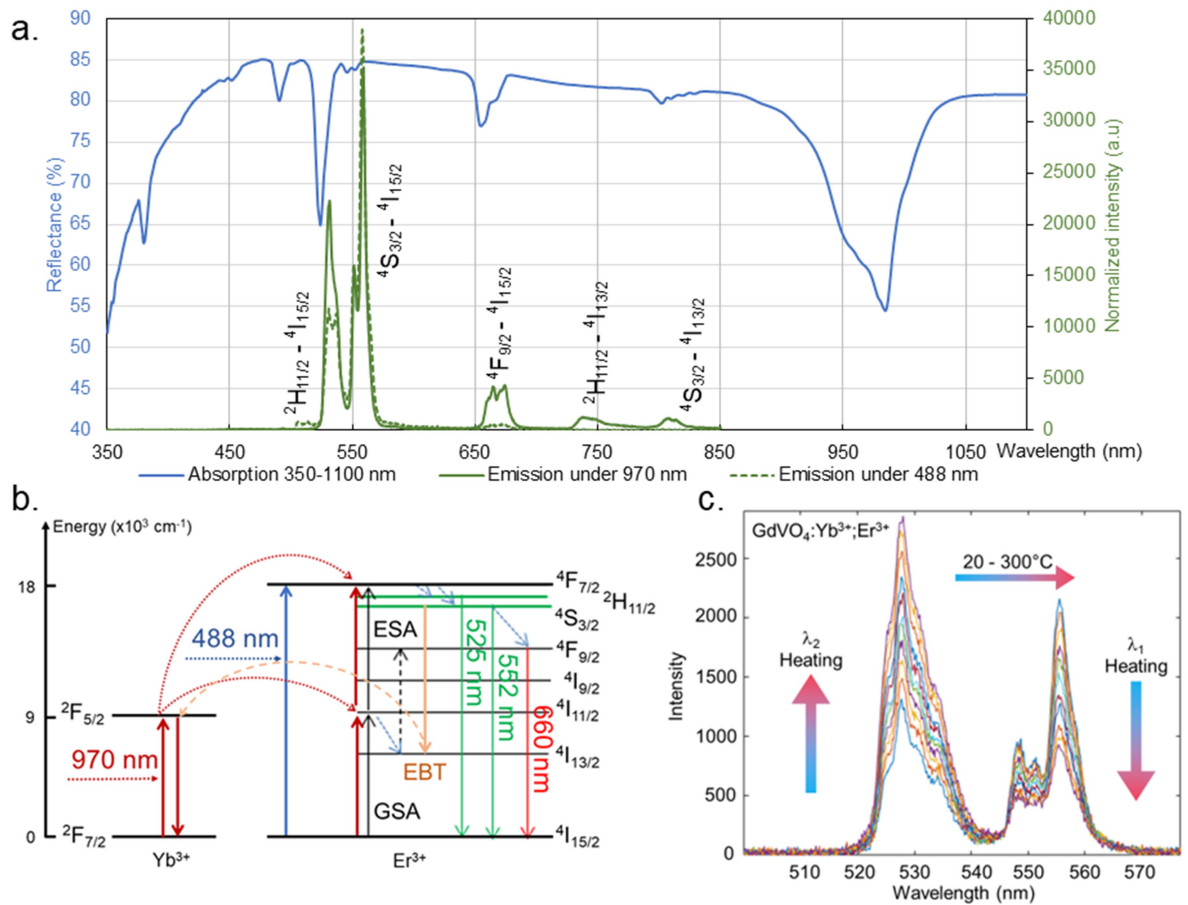 a.
90
85
80
75
70
65
60
55
50
45
40
Reflectance (%)
40000
35000
30000
25000
20000
15000
10000
5000
0
Normalized intensity (a.u)
²H₁₁/₂ - ⁴I₁₅/₂
⁴S₃/₂ - ⁴I₁₅/₂
⁴F₉/₂ - ⁴I₁₅/₂
²H₁₁/₂ - ⁴I₁₃/₂
⁴S₃/₂ - ⁴I₁₃/₂
350 450 550 650 750 850 950 1050 Wavelength (nm)
Absorption 350-1100 nm Emission under 970 nm Emission under 488 nm
b.
Energy (x10³ cm⁻¹)
18
9
0
²F₅/₂
²F₇/₂
970 nm
488 nm
Yb³⁺
Er³⁺
ESA
GSA
EBT
525 nm
552 nm
660 nm
⁴F₇/₂
²H₁₁/₂
⁴S₃/₂
⁴F₉/₂
⁴I₉/₂
⁴I₁₁/₂
⁴I₁₃/₂
⁴I₁₅/₂
c.
GdVO₄:Yb³⁺;Er³⁺
20 - 300°C
λ₂
Heating
λ₁
Heating
2500
2000
1500
1000
500
0
Intensity
510 520 530 540 550 560 570
Wavelength (nm)